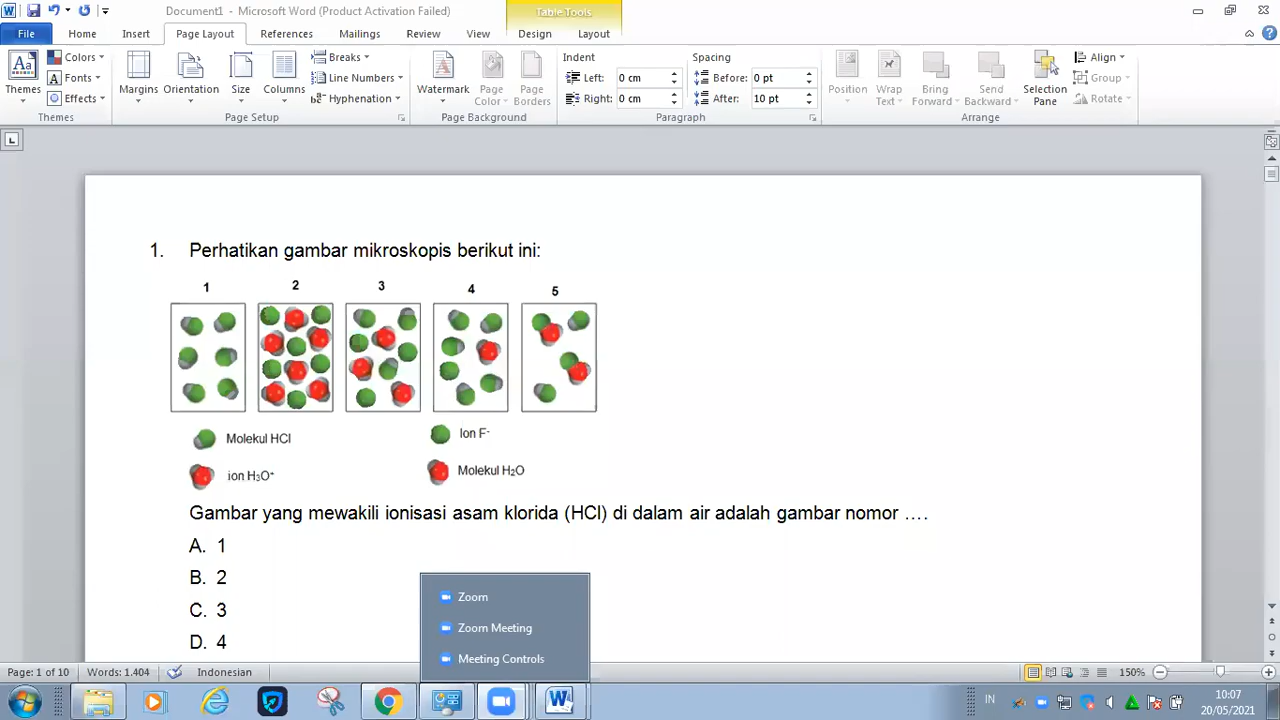 Document1 - Microsoft Word (Product Activation Failed)
Table Tools
File Home Insert Page Layout References Mailings Review View Design Layout
Themes
Colors
Fonts
Effects
Themes
Margins
Orientation
Size
Columns
Breaks
Line Numbers
Hyphenation
Page Setup
Watermark
Page Color
Page Borders
Page Background
Indent
Left: 0 cm
Right: 0 cm
Spacing
Before: 0 pt
After: 10 pt
Paragraph
Position
Wrap Text
Bring Forward
Send Backward
Selection Pane
Align
Group
Rotate
Arrange
1. Perhatikan gambar mikroskopis berikut ini:
1 2 3 4 5
Molekul HCl
Ion F⁻
ion H₃O⁺
Molekul H₂O
Gambar yang mewakili ionisasi asam klorida (HCl) di dalam air adalah gambar nomor ….
A. 1
B. 2
C. 3
D. 4
Zoom
Zoom Meeting
Meeting Controls
Page: 1 of 10 Words: 1.404 Indonesian 150%
IN
10:07
20/05/2021